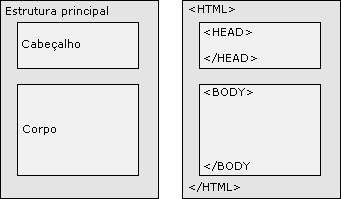 Estrutura principal
Cabeçalho
Corpo
<HTML>
<HEAD>
</HEAD>
<BODY>
</BODY
</HTML>